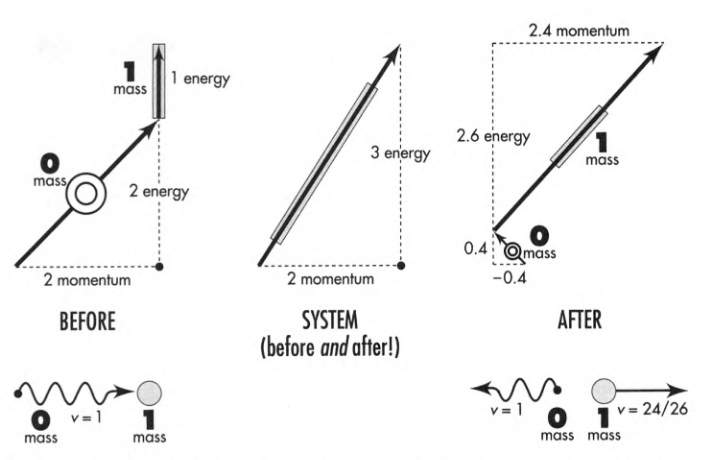 1
mass
1 energy
0
mass
2 energy
2 momentum
BEFORE
0
mass
v = 1
1
mass
3 energy
2 momentum
SYSTEM
(before and after!)
2.4 momentum
2.6 energy
1
mass
0.4
0
mass
−0.4
AFTER
v = 1
0
mass
1
mass
v = 24/26